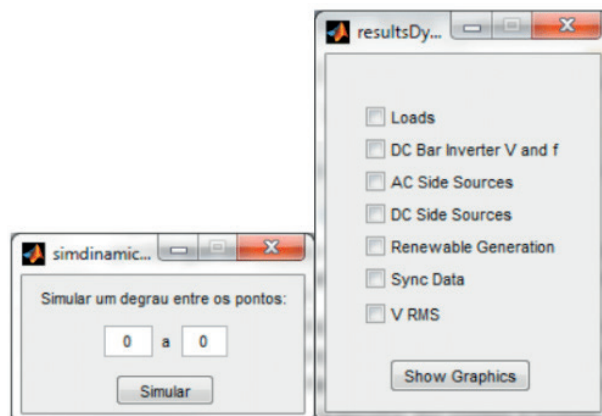 simdinamic...
Simular um degrau entre os pontos:
0 a 0
Simular
resultsDy...
Loads
DC Bar Inverter V and f
AC Side Sources
DC Side Sources
Renewable Generation
Sync Data
V RMS
Show Graphics